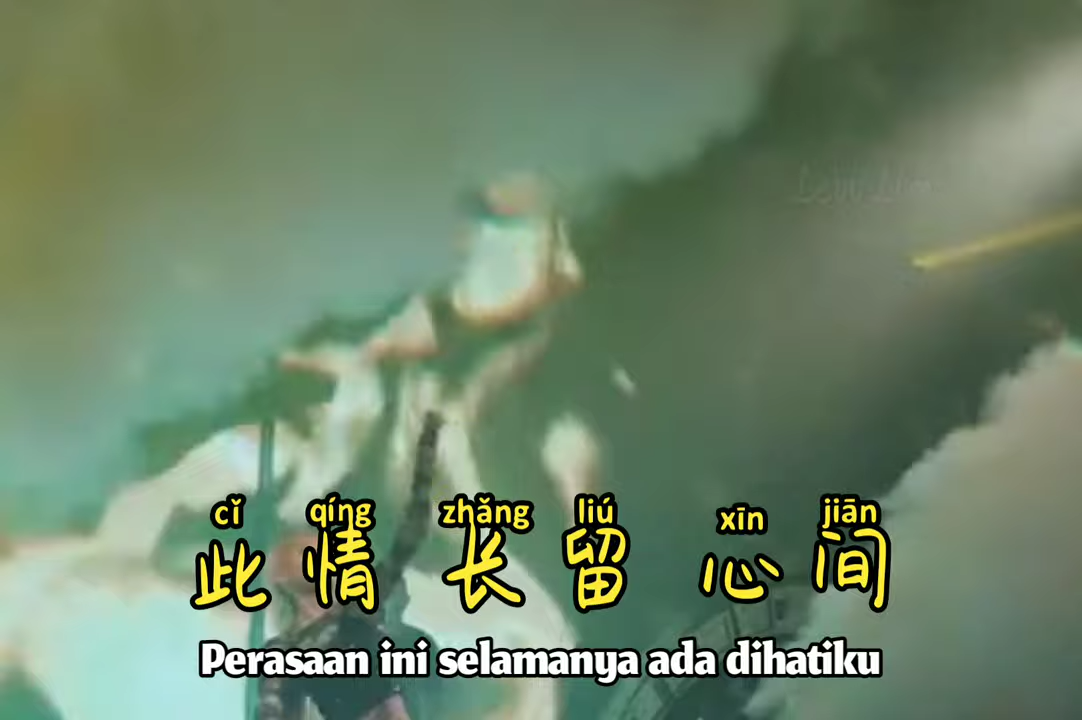 cǐ qíng zhǎng liú xīn jiān
此情长留心间
Perasaan ini selamanya ada dihatiku